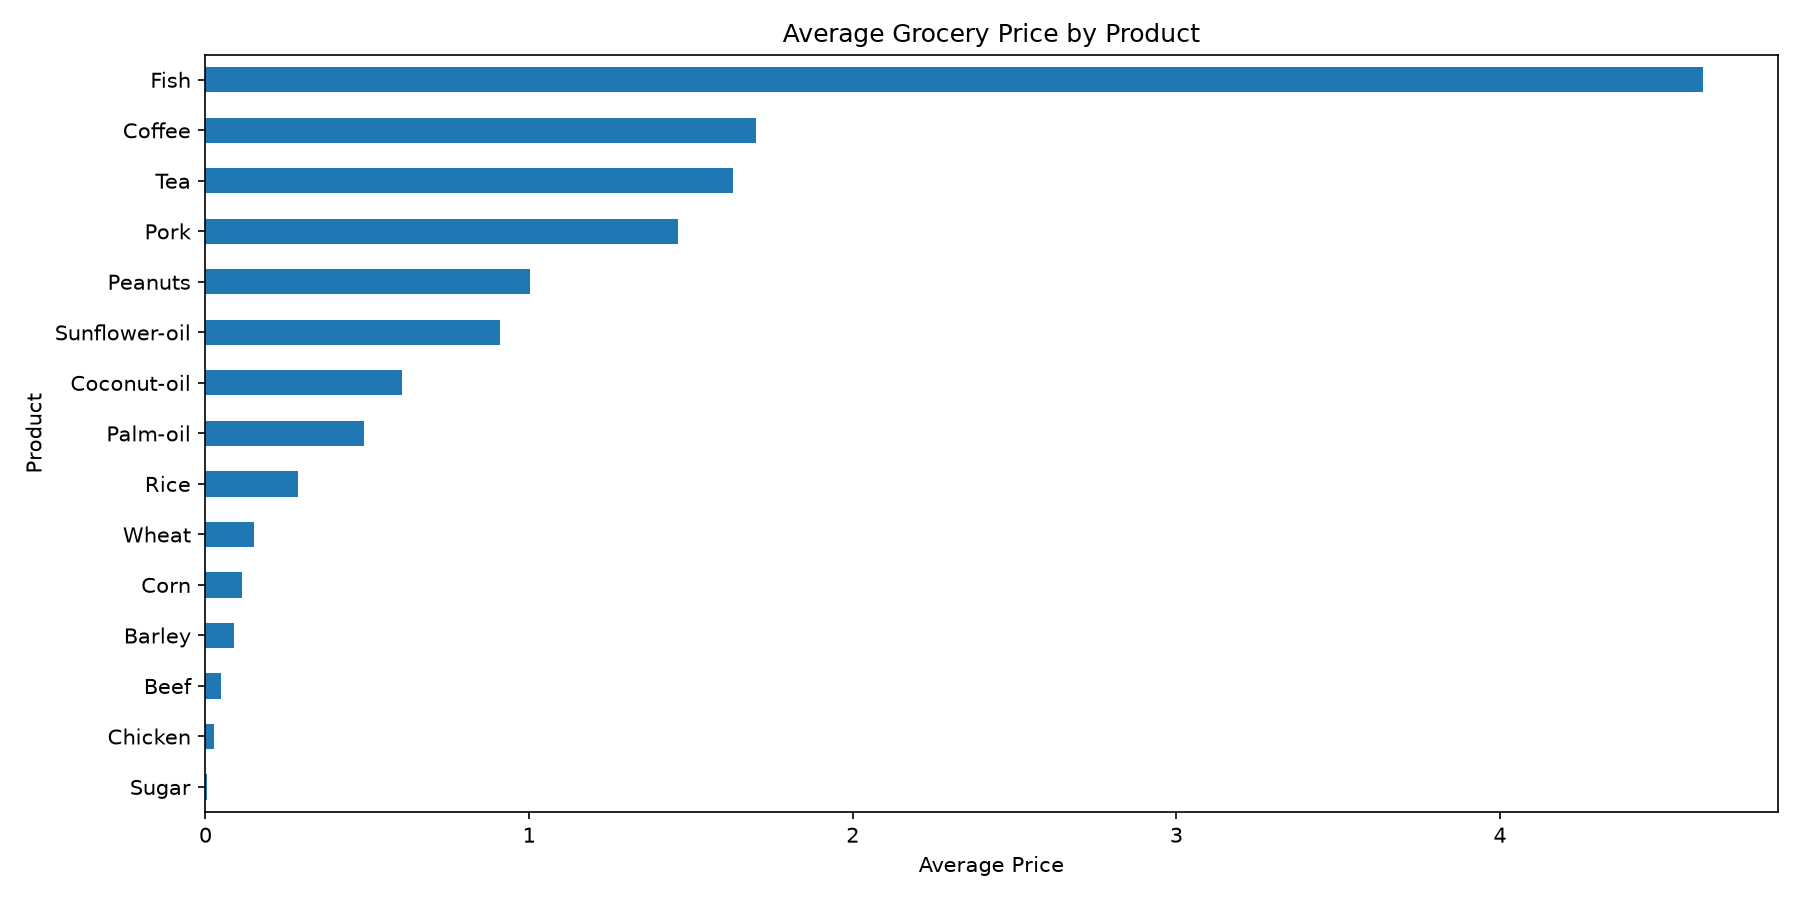 Average Grocery Price by Product
Fish
Coffee
Tea
Pork
Peanuts
Sunflower-oil
Coconut-oil
Palm-oil
Rice
Wheat
Corn
Barley
Beef
Chicken
Sugar
Product
0 1 2 3 4
Average Price